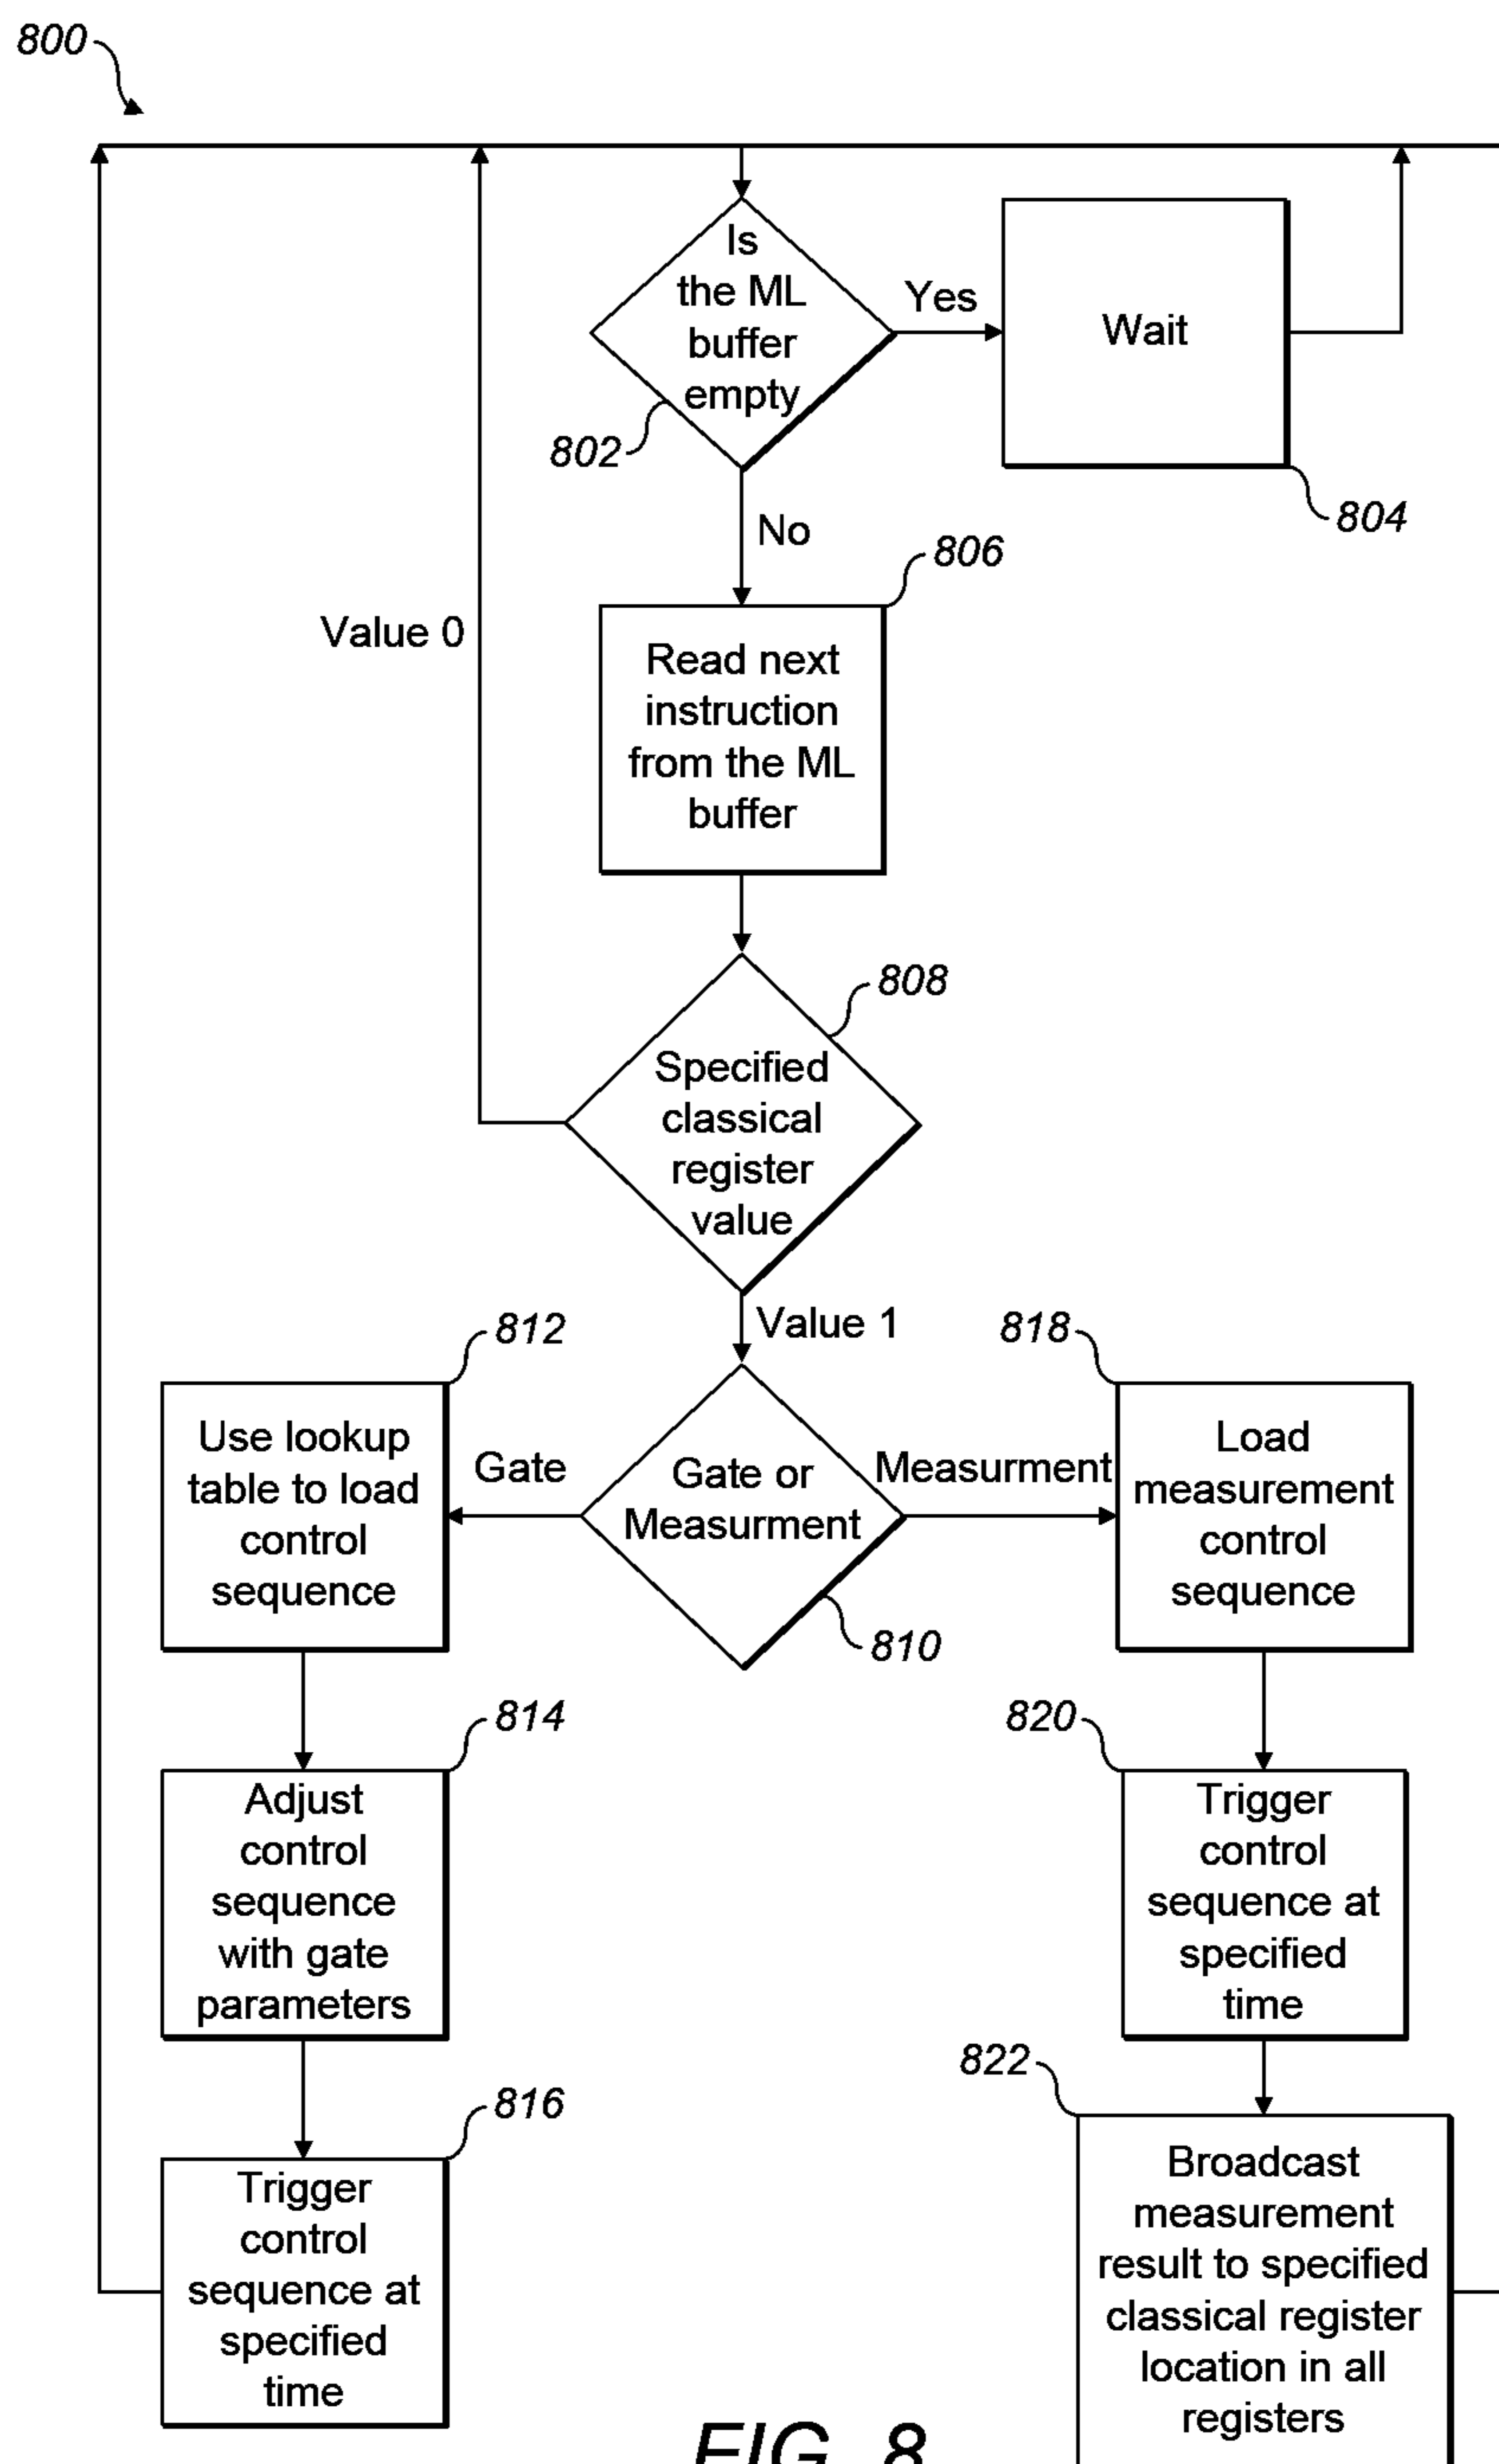 800
Is
the ML
buffer
empty
802
Yes
Wait
804
No
806
Read next
instruction
from the ML
buffer
Value 0
808
Specified
classical
register
value
Value 1
812
Use lookup
table to load
control
sequence
Gate
Gate or
Measurment
810
Measurment
818
Load
measurement
control
sequence
814
Adjust
control
sequence
with gate
parameters
820
Trigger
control
sequence at
specified
time
816
Trigger
control
sequence at
specified
time
822
Broadcast
measurement
result to specified
classical register
location in all
registers
FIG. 8